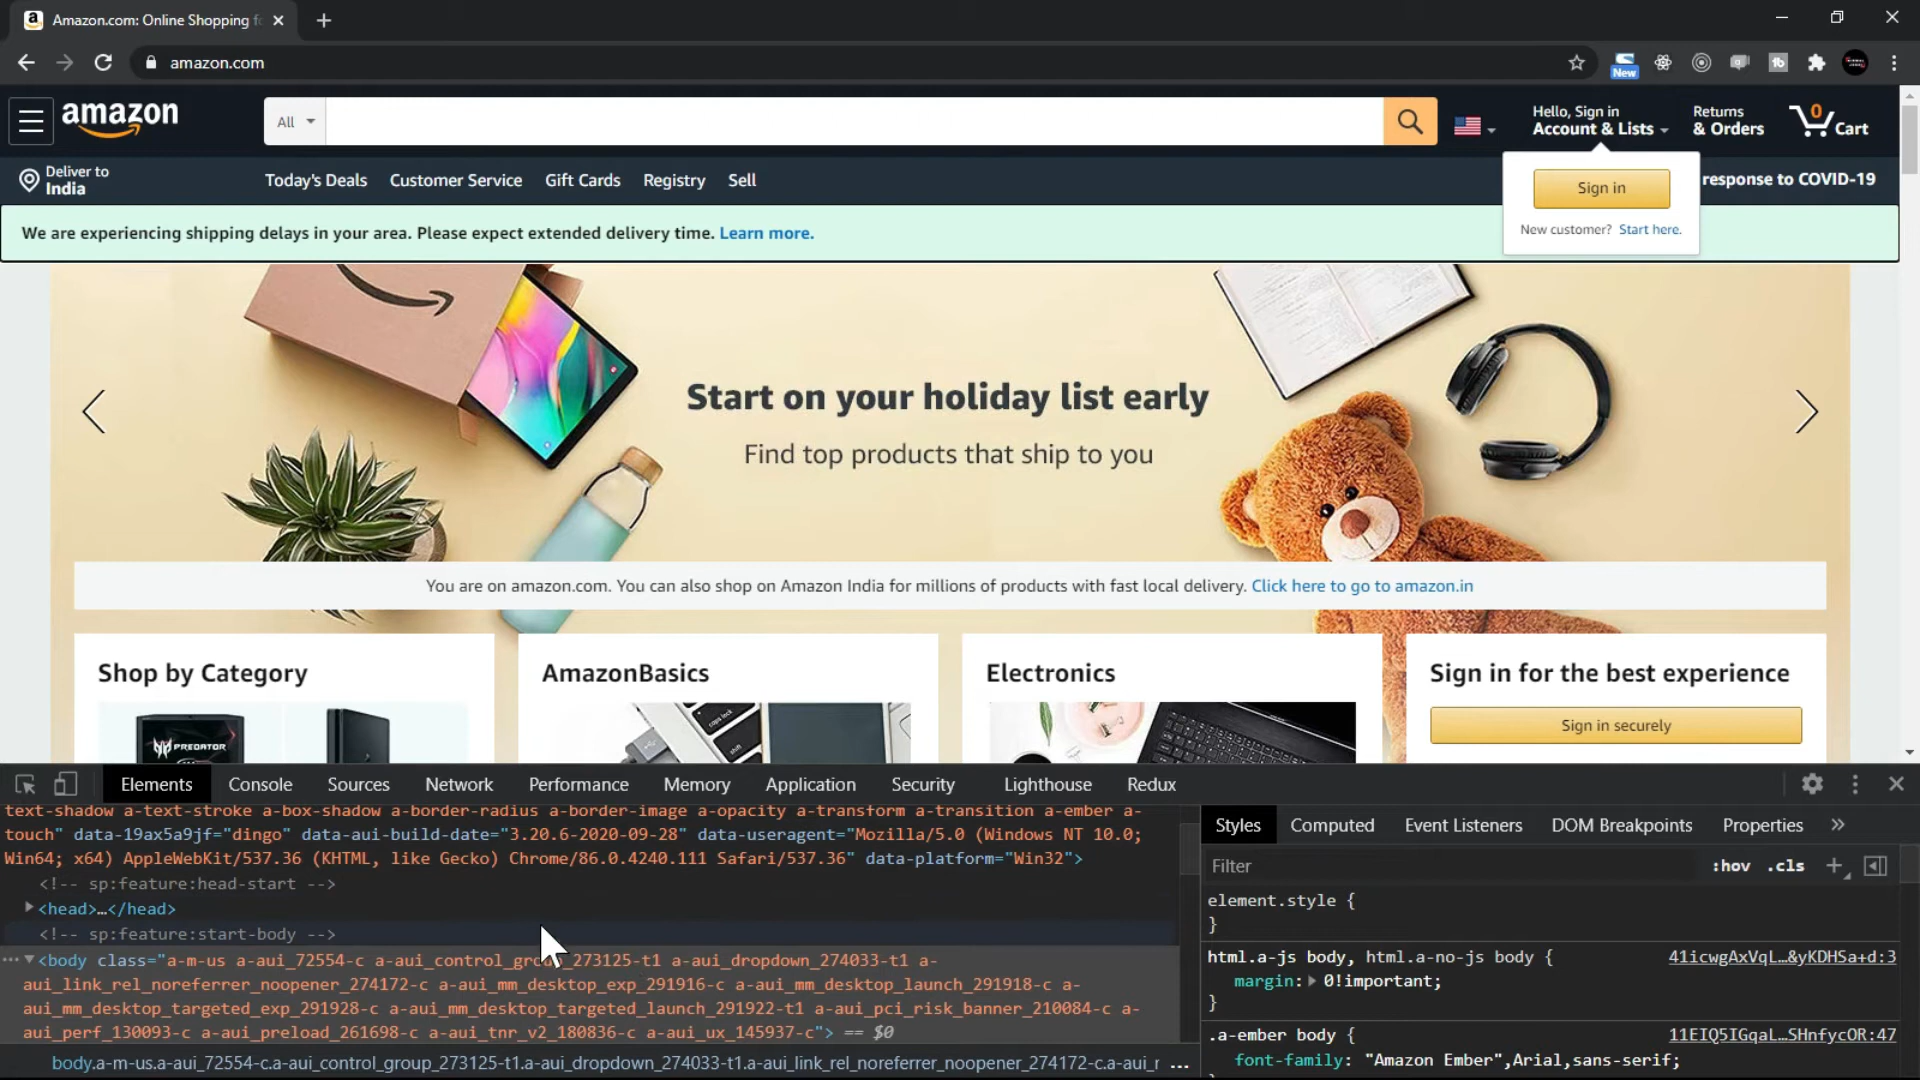 Amazon.com: Online Shopping f
amazon.com
New
amazon
All
Hello, Sign in
Account & Lists
Returns
& Orders
0
Cart
Deliver to
India
Today's Deals Customer Service Gift Cards Registry Sell
response to COVID-19
Sign in
New customer? Start here.
We are experiencing shipping delays in your area. Please expect extended delivery time. Learn more.
Start on your holiday list early
Find top products that ship to you
You are on amazon.com. You can also shop on Amazon India for millions of products with fast local delivery. Click here to go to amazon.in
Shop by Category
AmazonBasics
Electronics
Sign in for the best experience
PREDATOR
caps lock
shift
Sign in securely
Elements Console Sources Network Performance Memory Application Security Lighthouse Redux
text-shadow a-text-stroke a-box-shadow a-border-radius a-border-image a-opacity a-transform a-transition a-ember a-
touch" data-19ax5a9jf="dingo" data-aui-build-date="3.20.6-2020-09-28" data-useragent="Mozilla/5.0 (Windows NT 10.0;
Win64; x64) AppleWebKit/537.36 (KHTML, like Gecko) Chrome/86.0.4240.111 Safari/537.36" data-platform="Win32">
<!-- sp:feature:head-start -->
<head>…</head>
<!-- sp:feature:start-body -->
<body class="a-m-us a-aui_72554-c a-aui_control_group_273125-t1 a-aui_dropdown_274033-t1 a-
aui_link_rel_noreferrer_noopener_274172-c a-aui_mm_desktop_exp_291916-c a-aui_mm_desktop_launch_291918-c a-
aui_mm_desktop_targeted_exp_291928-c a-aui_mm_desktop_targeted_launch_291922-t1 a-aui_pci_risk_banner_210084-c a-
aui_perf_130093-c a-aui_preload_261698-c a-aui_tnr_v2_180836-c a-aui_ux_145937-c"> == $0
body.a-m-us.a-aui_72554-c.a-aui_control_group_273125-t1.a-aui_dropdown_274033-t1.a-aui_link_rel_noreferrer_noopener_274172-c.a-aui_r ...
Styles Computed Event Listeners DOM Breakpoints Properties »
Filter
:hov .cls +
element.style {
}
html.a-js body, html.a-no-js body { 41icwgAxVqL…&yKDHSa+d:3
margin: 0!important;
}
.a-ember body { 11EIQ5IGqaL…SHnfycOR:47
font-family: "Amazon Ember",Arial,sans-serif;